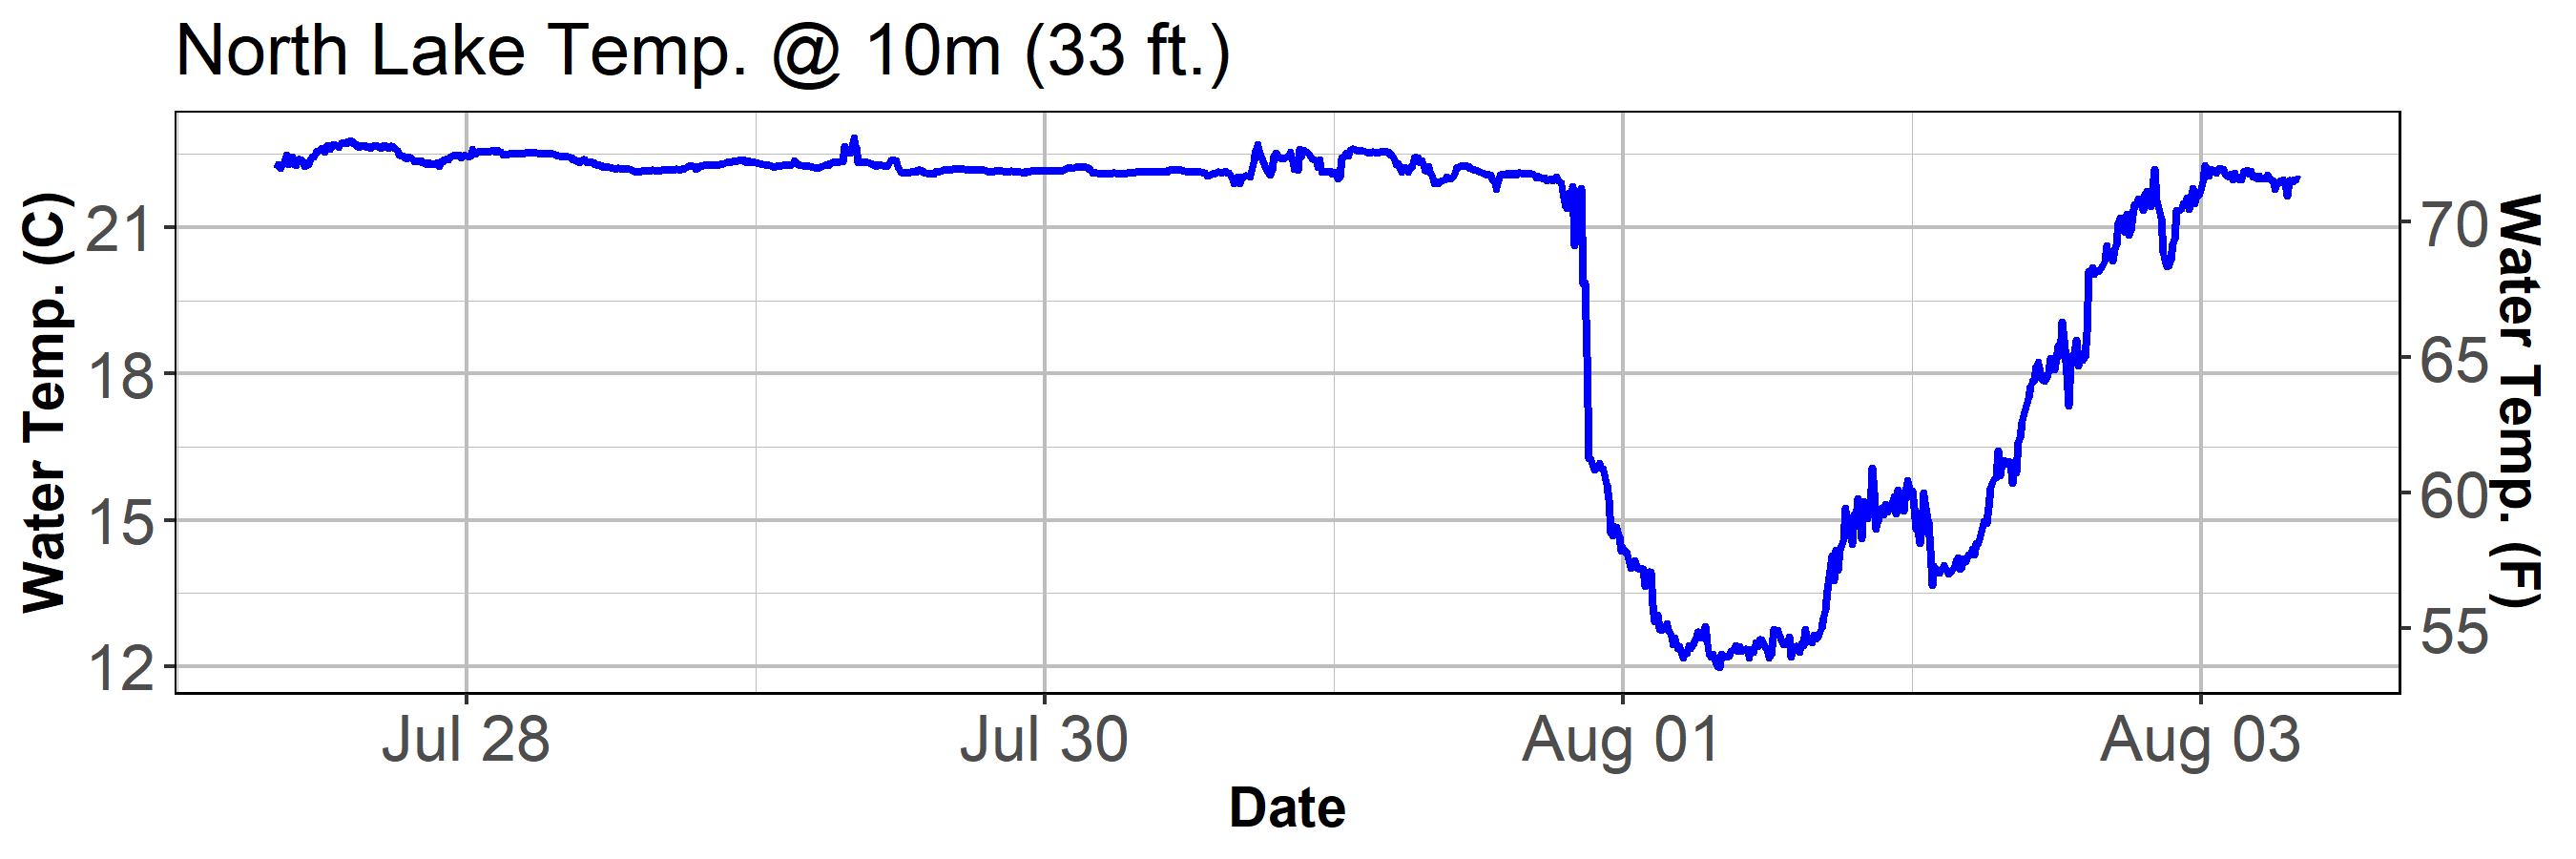 North Lake Temp. @ 10m (33 ft.)
Water Temp. (C)
21
18
15
12
70
65
60
55
Water Temp. (F)
Jul 28
Jul 30
Aug 01
Aug 03
Date